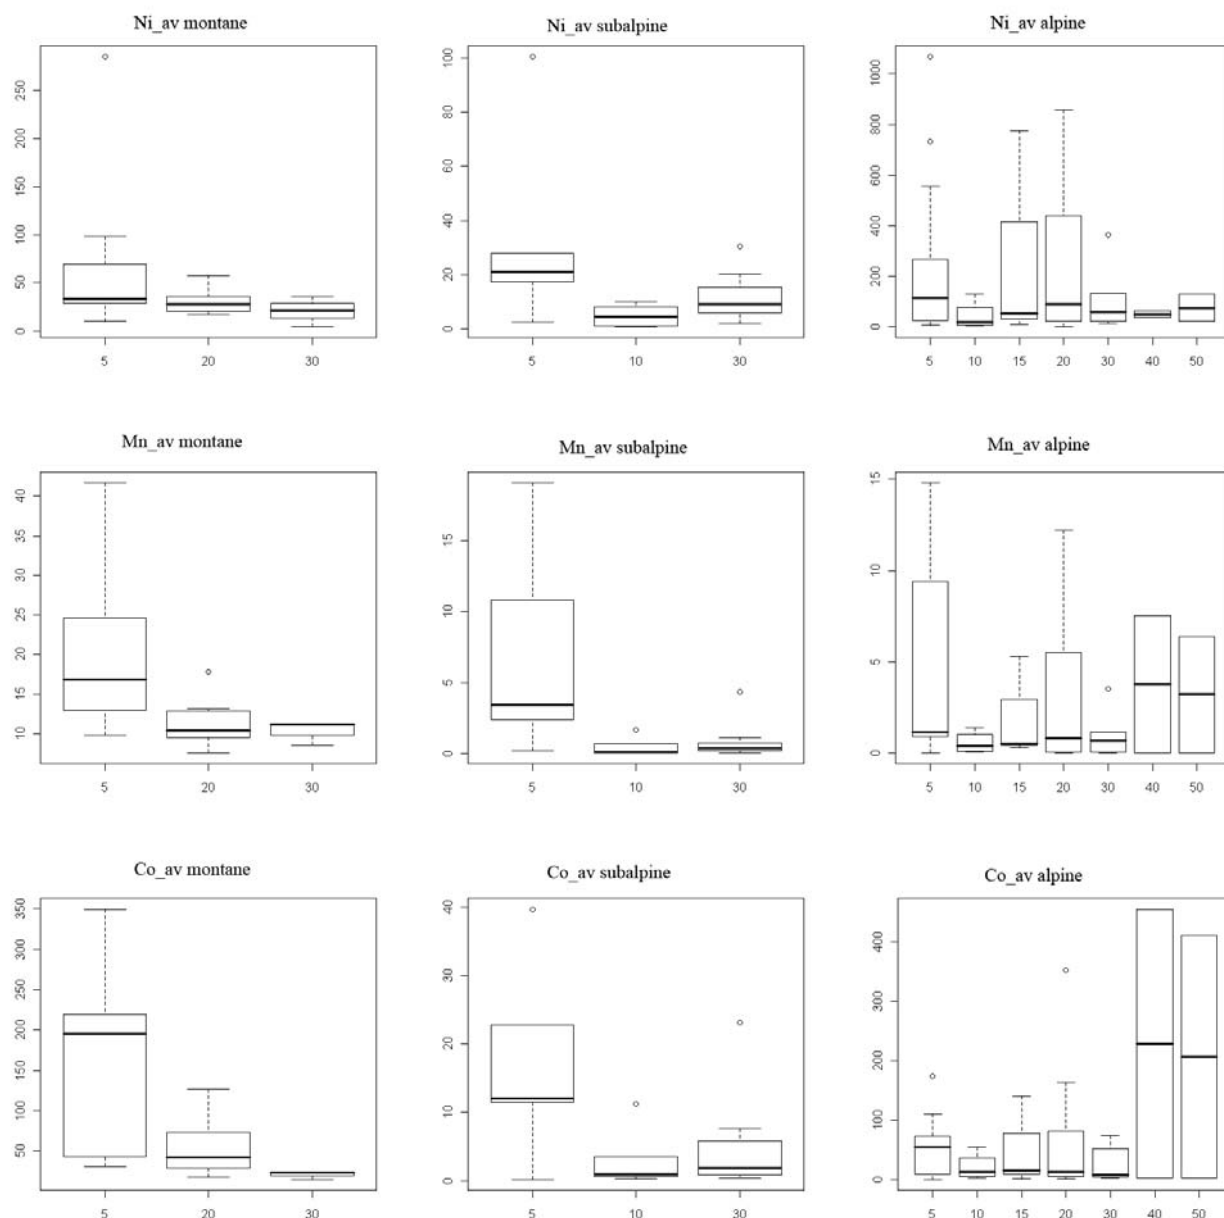 Ni_av montane
250
200
150
100
50
0
5 20 30
Ni_av subalpine
100
80
60
40
20
0
5 10 30
Ni_av alpine
1000
800
600
400
200
0
5 10 15 20 30 40 50
Mn_av montane
40
35
30
25
20
15
10
5 20 30
Mn_av subalpine
15
10
5
0
5 10 30
Mn_av alpine
15
10
5
0
5 10 15 20 30 40 50
Co_av montane
350
300
250
200
150
100
50
5 20 30
Co_av subalpine
40
30
20
10
0
5 10 30
Co_av alpine
400
300
200
100
0
5 10 15 20 30 40 50